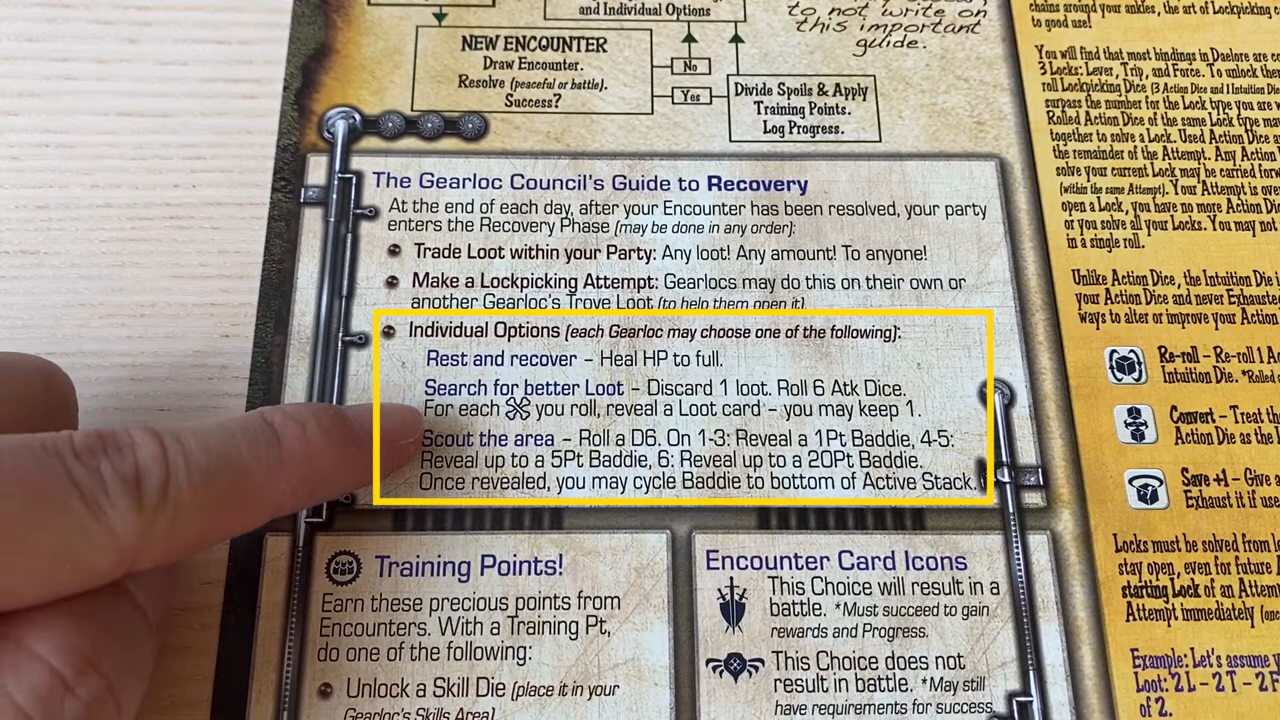 and Individual Options
to not write on
this important
guide.
NEW ENCOUNTER
Draw Encounter.
Resolve (peaceful or battle).
Success?
No
Yes
Divide Spoils & Apply
Training Points.
Log Progress.
The Gearloc Council's Guide to Recovery
At the end of each day, after your Encounter has been resolved, your party
enters the Recovery Phase (may be done in any order):
Trade Loot within your Party: Any loot! Any amount! To anyone!
Make a Lockpicking Attempt: Gearlocs may do this on their own or
another Gearloc's Trove Loot (to help them open it)
Individual Options (each Gearloc may choose one of the following):
Rest and recover – Heal HP to full.
Search for better Loot – Discard 1 loot. Roll 6 Atk Dice.
For each you roll, reveal a Loot card – you may keep 1.
Scout the area – Roll a D6. On 1-3: Reveal a 1Pt Baddie, 4-5:
Reveal up to a 5Pt Baddie, 6: Reveal up to a 20Pt Baddie.
Once revealed, you may cycle Baddie to bottom of Active Stack.
Training Points!
Earn these precious points from
Encounters. With a Training Pt,
do one of the following:
Unlock a Skill Die (place it in your
Gearloc's Skills Area)
Encounter Card Icons
This Choice will result in a
battle. *Must succeed to gain
rewards and Progress.
This Choice does not
result in battle. *May still
have requirements for success.
chains around your ankles, the art of Lockpicking
to good use!
You will find that most bindings in Daelore are
3 Locks: Lever, Trip, and Force. To unlock
roll Lockpicking Dice (3 Action Dice and 1 Intuition
surpass the number for the Lock type you are
Rolled Action Dice of the same Lock type may
together to solve a Lock. Used Action Dice
the remainder of the Attempt. Any Action
solve your current Lock may be carried
(within the same Attempt). Your Attempt is
open a Lock, you have no more Action
or you solve all your Locks. You may not
in a single roll.
Unlike Action Dice, the Intuition Die
your Action Dice and never
ways to alter or improve your Action
Re-roll – Re-roll 1
Intuition Die. *Rolled
Convert – Treat
Action Die as the
Save +1 – Give
Exhaust it if
Locks must be solved from
stay open, even for future
starting Lock of an
Attempt immediately
Example: Let's assume
Loot: 2L – 2T –
of 2.